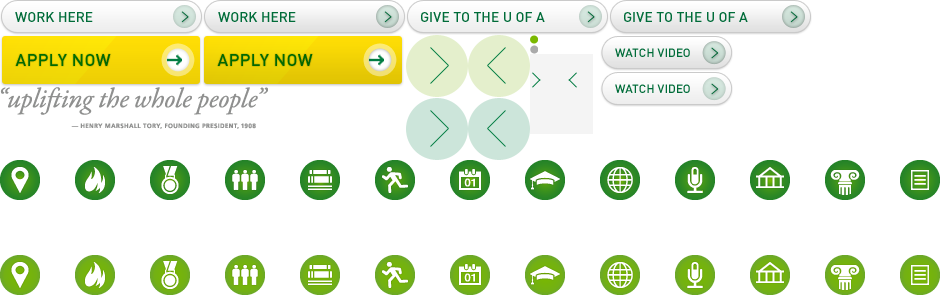 WORK HERE
WORK HERE
GIVE TO THE U OF A
GIVE TO THE U OF A
APPLY NOW
APPLY NOW
WATCH VIDEO
WATCH VIDEO
“uplifting the whole people”
— HENRY MARSHALL TORY, FOUNDING PRESIDENT, 1908
01
01